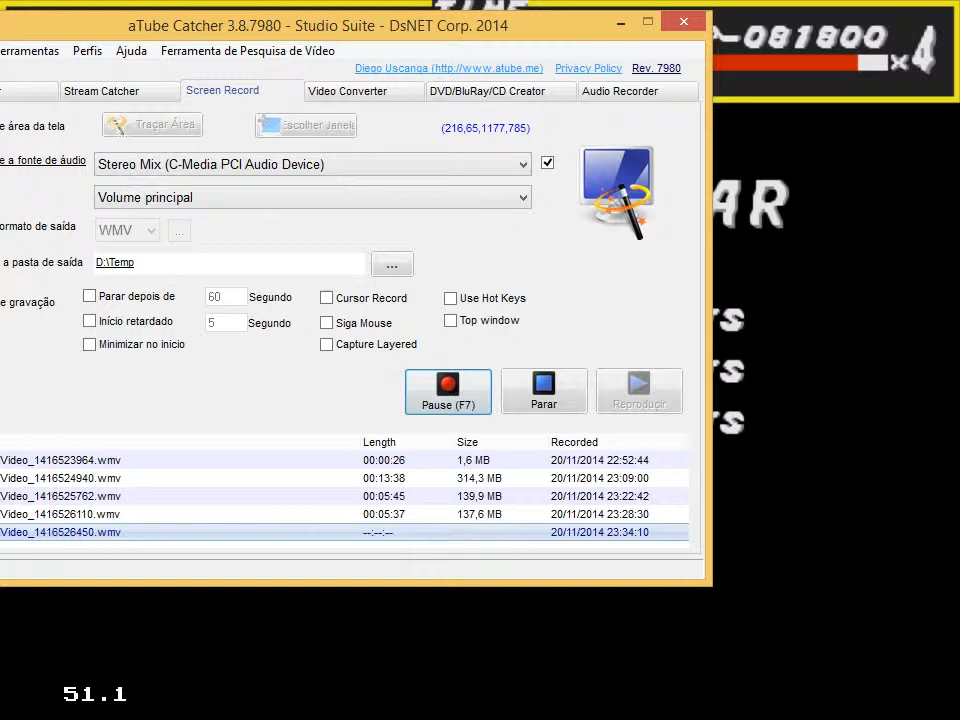 aTube Catcher 3.8.7980 - Studio Suite - DsNET Corp. 2014
erramentas Perfis Ajuda Ferramenta de Pesquisa de Vídeo
-081800 x4
Diego Uscanga (http://www.atube.me) Privacy Policy Rev. 7980
Stream Catcher Screen Record Video Converter DVD/BluRay/CD Creator Audio Recorder
e área da tela Traçar Área Escolher Janela (216,65,1177,785)
e a fonte de áudio Stereo Mix (C-Media PCI Audio Device)
AR
Volume principal
ormato de saída WMV ...
a pasta de saída D:\Temp ...
e gravação Parar depois de 60 Segundo Cursor Record Use Hot Keys
Início retardado 5 Segundo Siga Mouse Top window
Minimizar no inicio Capture Layered
Pause (F7) Parar Reproducir
Length Size Recorded
Video_1416523964.wmv 00:00:26 1,6 MB 20/11/2014 22:52:44
Video_1416524940.wmv 00:13:38 314,3 MB 20/11/2014 23:09:00
Video_1416525762.wmv 00:05:45 139,9 MB 20/11/2014 23:22:42
Video_1416526110.wmv 00:05:37 137,6 MB 20/11/2014 23:28:30
Video_1416526450.wmv --:--:-- 20/11/2014 23:34:10
51.1